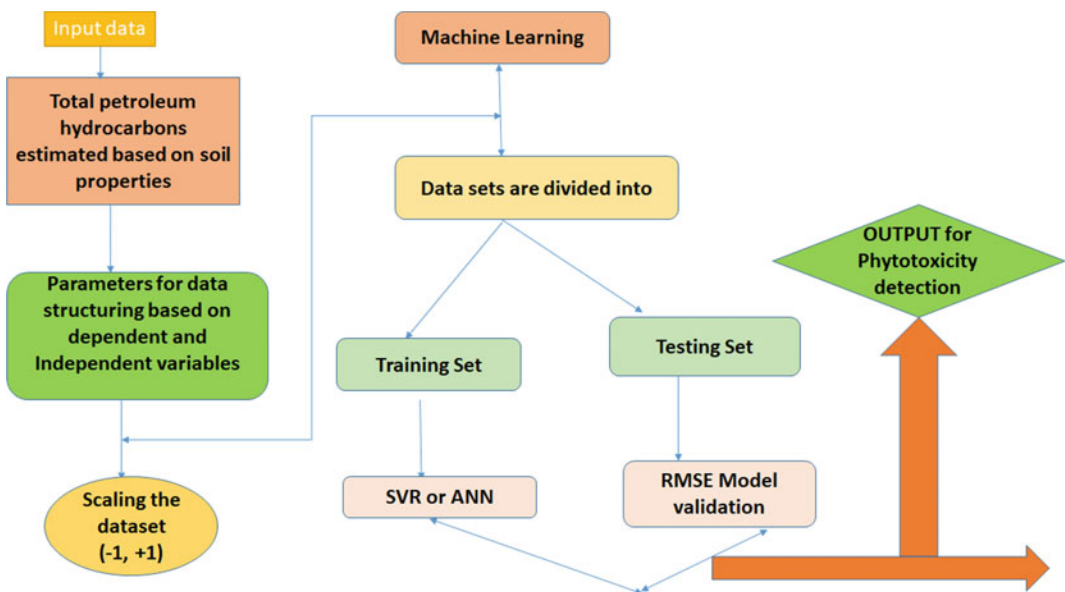 Input data
Total petroleum
hydrocarbons
estimated based on soil
properties
Parameters for data
structuring based on
dependent and
Independent variables
Scaling the
dataset
(-1, +1)
Machine Learning
Data sets are divided into
Training Set
Testing Set
SVR or ANN
RMSE Model
validation
OUTPUT for
Phytotoxicity
detection